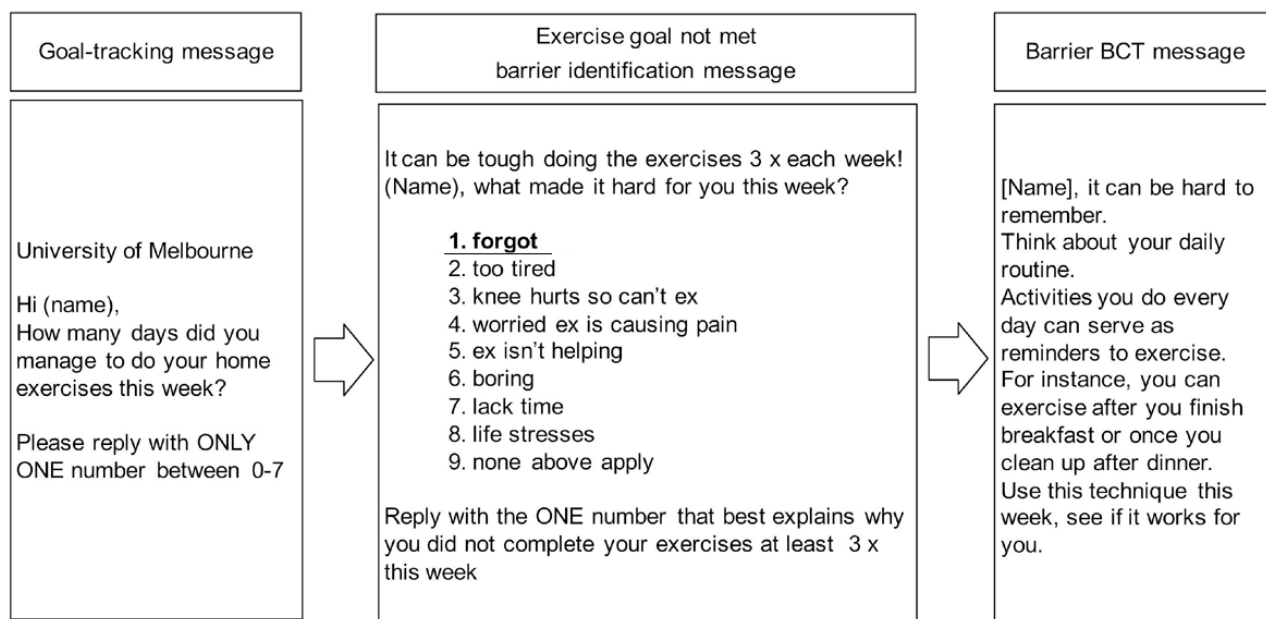 Goal-tracking message
University of Melbourne
Hi (name),
How many days did you
manage to do your home
exercises this week?
Please reply with ONLY
ONE number between 0-7
Exercise goal not met
barrier identification message
It can be tough doing the exercises 3 x each week!
(Name), what made it hard for you this week?
1. forgot
2. too tired
3. knee hurts so can't ex
4. worried ex is causing pain
5. ex isn't helping
6. boring
7. lack time
8. life stresses
9. none above apply
Reply with the ONE number that best explains why
you did not complete your exercises at least 3 x
this week
Barrier BCT message
[Name], it can be hard to
remember.
Think about your daily
routine.
Activities you do every
day can serve as
reminders to exercise.
For instance, you can
exercise after you finish
breakfast or once you
clean up after dinner.
Use this technique this
week, see if it works for
you.